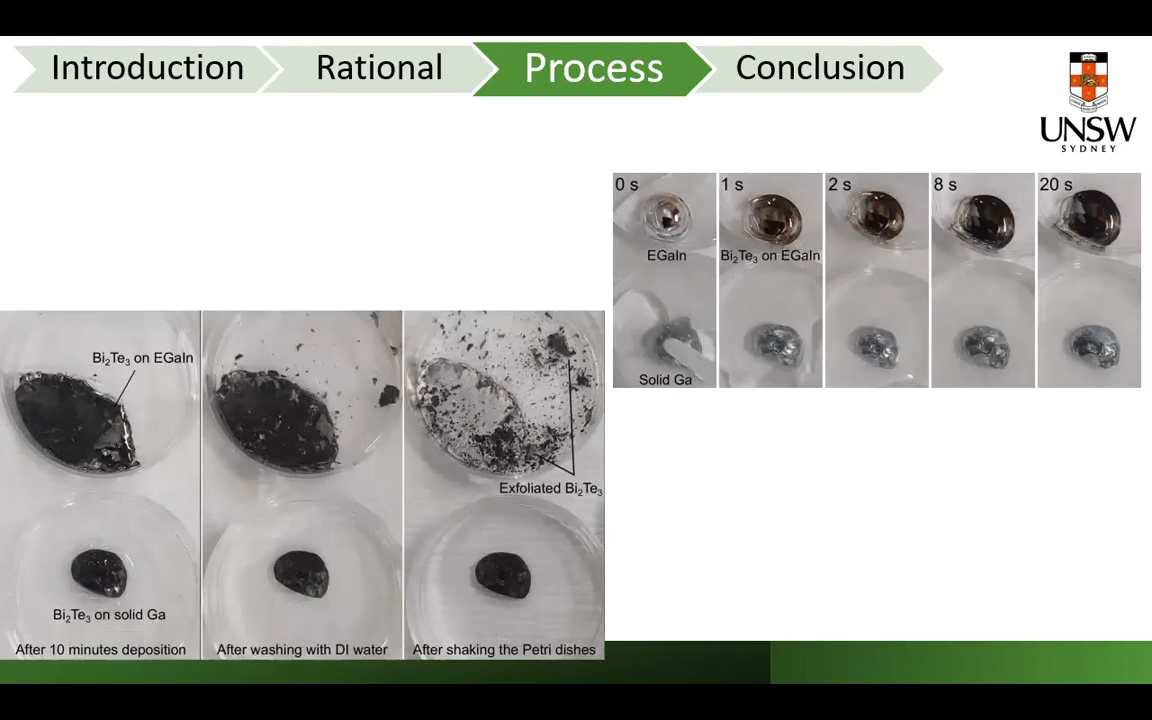 Introduction
Rational
Process
Conclusion
UNSW
SYDNEY
0 s
1 s
2 s
8 s
20 s
EGaIn
Bi₂Te₃ on EGaIn
Solid Ga
Bi₂Te₃ on EGaIn
Exfoliated Bi₂Te₃
Bi₂Te₃ on solid Ga
After 10 minutes deposition
After washing with DI water
After shaking the Petri dishes